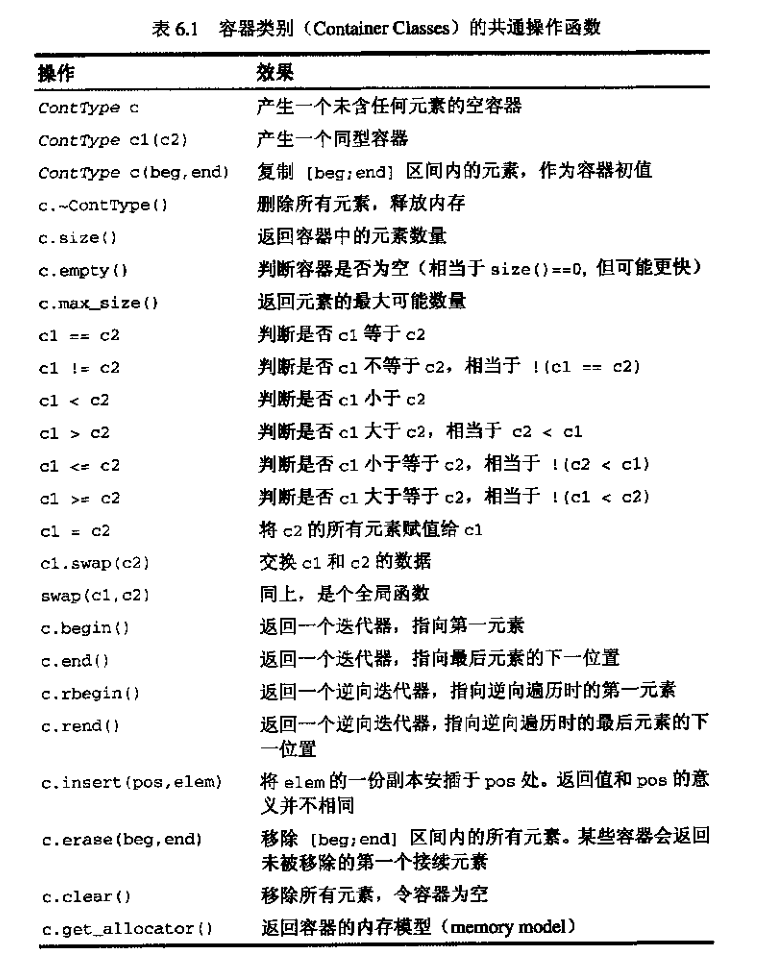 表 6.1 容器类别（Container Classes）的共通操作函数
操作 效果
ContType c 产生一个未含任何元素的空容器
ContType c1(c2) 产生一个同型容器
ContType c(beg,end) 复制 [beg;end] 区间内的元素，作为容器初值
c.~ContType() 删除所有元素，释放内存
c.size() 返回容器中的元素数量
c.empty() 判断容器是否为空（相当于 size()==0, 但可能更快）
c.max_size() 返回元素的最大可能数量
c1 == c2 判断是否 c1 等于 c2
c1 != c2 判断是否 c1 不等于 c2，相当于 !(c1 == c2)
c1 < c2 判断是否 c1 小于 c2
c1 > c2 判断是否 c1 大于 c2，相当于 c2 < c1
c1 <= c2 判断是否 c1 小于等于 c2，相当于 !(c2 < c1)
c1 >= c2 判断是否 c1 大于等于 c2，相当于 !(c1 < c2)
c1 = c2 将 c2 的所有元素赋值给 c1
c1.swap(c2) 交换 c1 和 c2 的数据
swap(c1,c2) 同上，是个全局函数
c.begin() 返回一个迭代器，指向第一元素
c.end() 返回一个迭代器，指向最后元素的下一位置
c.rbegin() 返回一个逆向迭代器，指向逆向遍历时的第一元素
c.rend() 返回一个逆向迭代器，指向逆向遍历时的最后元素的下
一位置
c.insert(pos,elem) 将 elem 的一份副本安插于 pos 处。返回值和 pos 的意
义并不相同
c.erase(beg,end) 移除 [beg;end] 区间内的所有元素。某些容器会返回
未被移除的第一个接续元素
c.clear() 移除所有元素，令容器为空
c.get_allocator() 返回容器的内存模型（memory model）